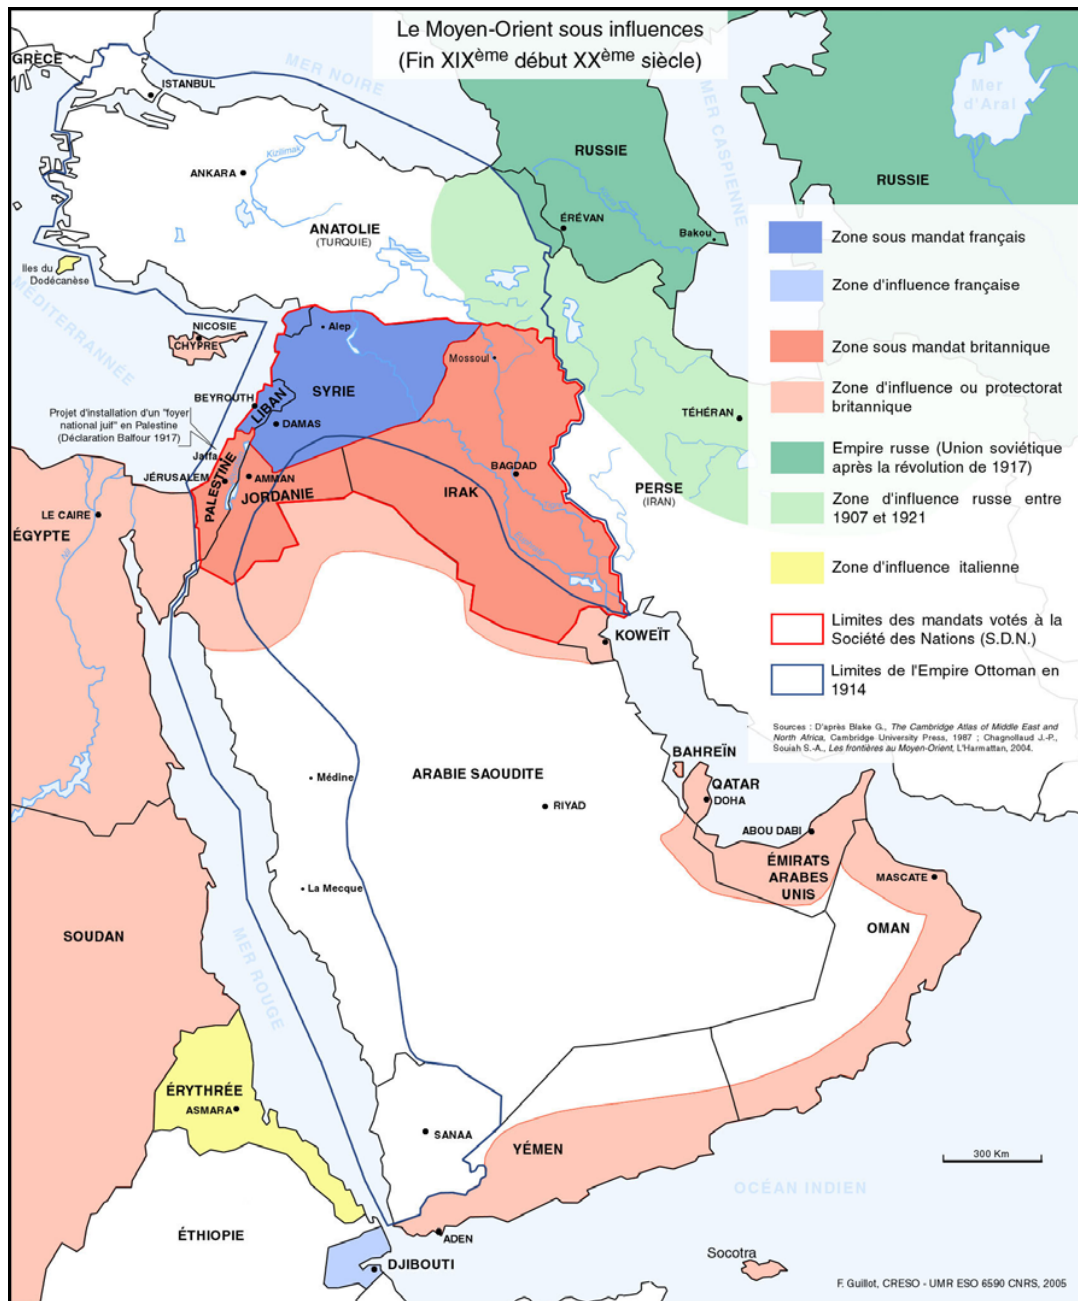 Le Moyen-Orient sous influences
(Fin XIXème début XXème siècle)
GRÈCE
ISTANBUL
MER NOIRE
MER CASPIENNE
Mer
d'Aral
RUSSIE
RUSSIE
Kizilimak
ANKARA
ANATOLIE
(TURQUIE)
ÉRÉVAN
Bakou
Iles du
Dodécanèse
MÉDITERRANNÉE
NICOSIE
CHYPRE
Alep
Mossoul
SYRIE
BEYROUTH
LIBAN
DAMAS
TÉHÉRAN
Projet d'installation d'un "foyer
national juif" en Palestine
(Déclaration Balfour 1917)
Jaffa
JÉRUSALEM
PALESTINE
AMMAN
JORDANIE
BAGDAD
IRAK
PERSE
(IRAN)
LE CAIRE
ÉGYPTE
Nil
KOWEÏT
Zone sous mandat français
Zone d'influence française
Zone sous mandat britannique
Zone d'influence ou protectorat
britannique
Empire russe (Union soviétique
après la révolution de 1917)
Zone d'influence russe entre
1907 et 1921
Zone d'influence italienne
Limites des mandats votés à la
Société des Nations (S.D.N.)
Limites de l'Empire Ottoman en
1914
Sources : D'après Blake G., The Cambridge Atlas of Middle East and
North Africa, Cambridge University Press, 1987 ; Chagnollaud J.-P.,
Souiah S.-A., Les frontières au Moyen-Orient, L'Harmattan, 2004.
BAHREÏN
QATAR
DOHA
ABOU DABI
ÉMIRATS
ARABES
UNIS
MASCATE
OMAN
ARABIE SAOUDITE
Médine
RIYAD
La Mecque
SOUDAN
MER ROUGE
ÉRYTHRÉE
ASMARA
SANAA
YÉMEN
300 Km
OCÉAN INDIEN
ÉTHIOPIE
ADEN
DJIBOUTI
Socotra
F. Guillot, CRESO - UMR ESO 6590 CNRS, 2005